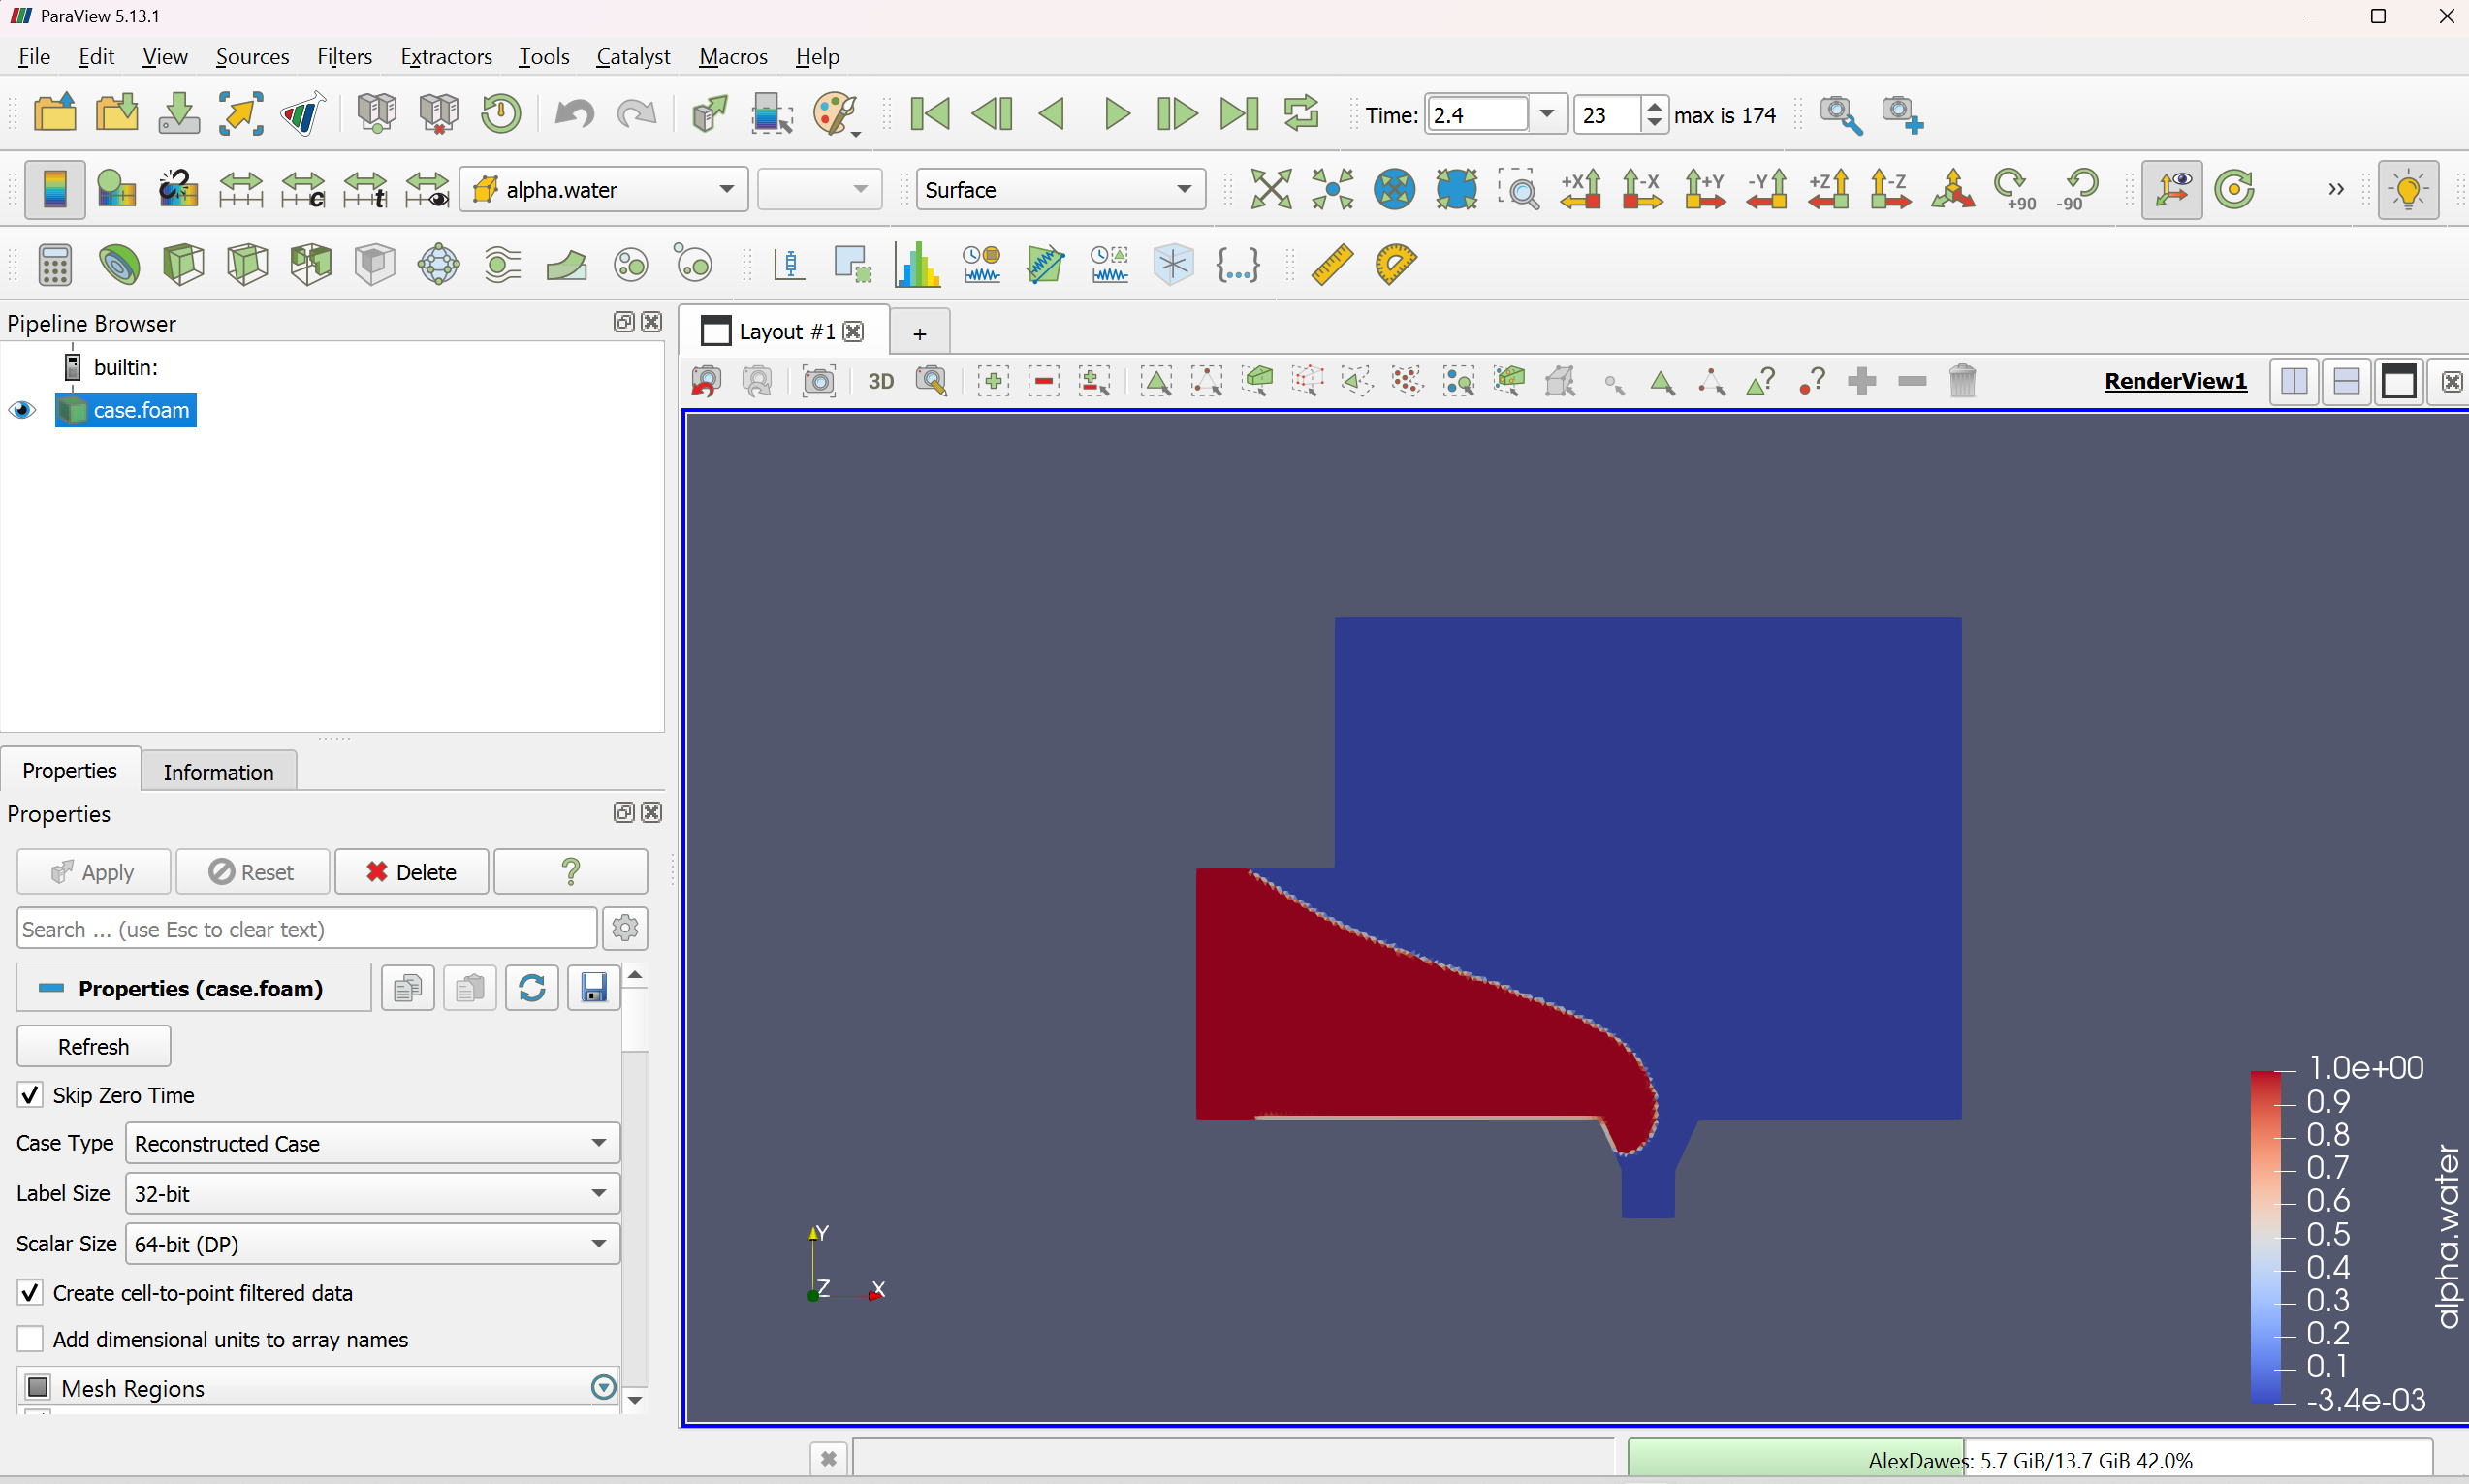 ParaView 5.13.1
File Edit View Sources Filters Extractors Tools Catalyst Macros Help
Time: 2.4 23 max is 174
alpha.water Surface +X -X +Y -Y +Z -Z +90 -90 »
Pipeline Browser
builtin:
case.foam
Layout #1 +
3D RenderView1
Properties Information
Properties
Apply Reset Delete ?
Search ... (use Esc to clear text)
Properties (case.foam)
Refresh
Skip Zero Time
Case Type Reconstructed Case
Label Size 32-bit
Scalar Size 64-bit (DP)
Create cell-to-point filtered data
Add dimensional units to array names
Mesh Regions
Y
Z X
1.0e+00
0.9
0.8
0.7
0.6
0.5
0.4
0.3
0.2
0.1
-3.4e-03
alpha.water
AlexDawes: 5.7 GiB/13.7 GiB 42.0%